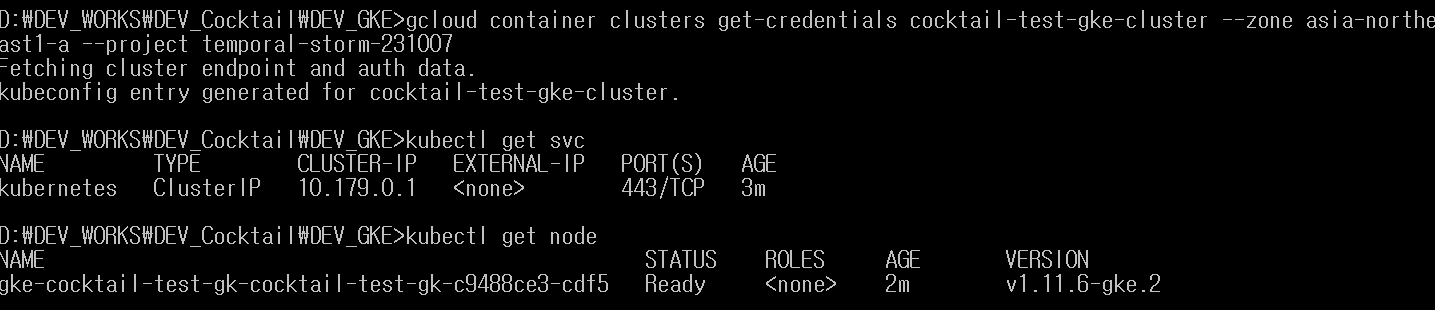 D:₩DEV_WORKS₩DEV_Cocktail₩DEV_GKE>gcloud container clusters get-credentials cocktail-test-gke-cluster --zone asia-northe
ast1-a --project temporal-storm-231007
Fetching cluster endpoint and auth data.
kubeconfig entry generated for cocktail-test-gke-cluster.
D:₩DEV_WORKS₩DEV_Cocktail₩DEV_GKE>kubectl get svc
NAME TYPE CLUSTER-IP EXTERNAL-IP PORT(S) AGE
kubernetes ClusterIP 10.179.0.1 <none> 443/TCP 3m
D:₩DEV_WORKS₩DEV_Cocktail₩DEV_GKE>kubectl get node
NAME STATUS ROLES AGE VERSION
gke-cocktail-test-gk-cocktail-test-gk-c9488ce3-cdf5 Ready <none> 2m v1.11.6-gke.2